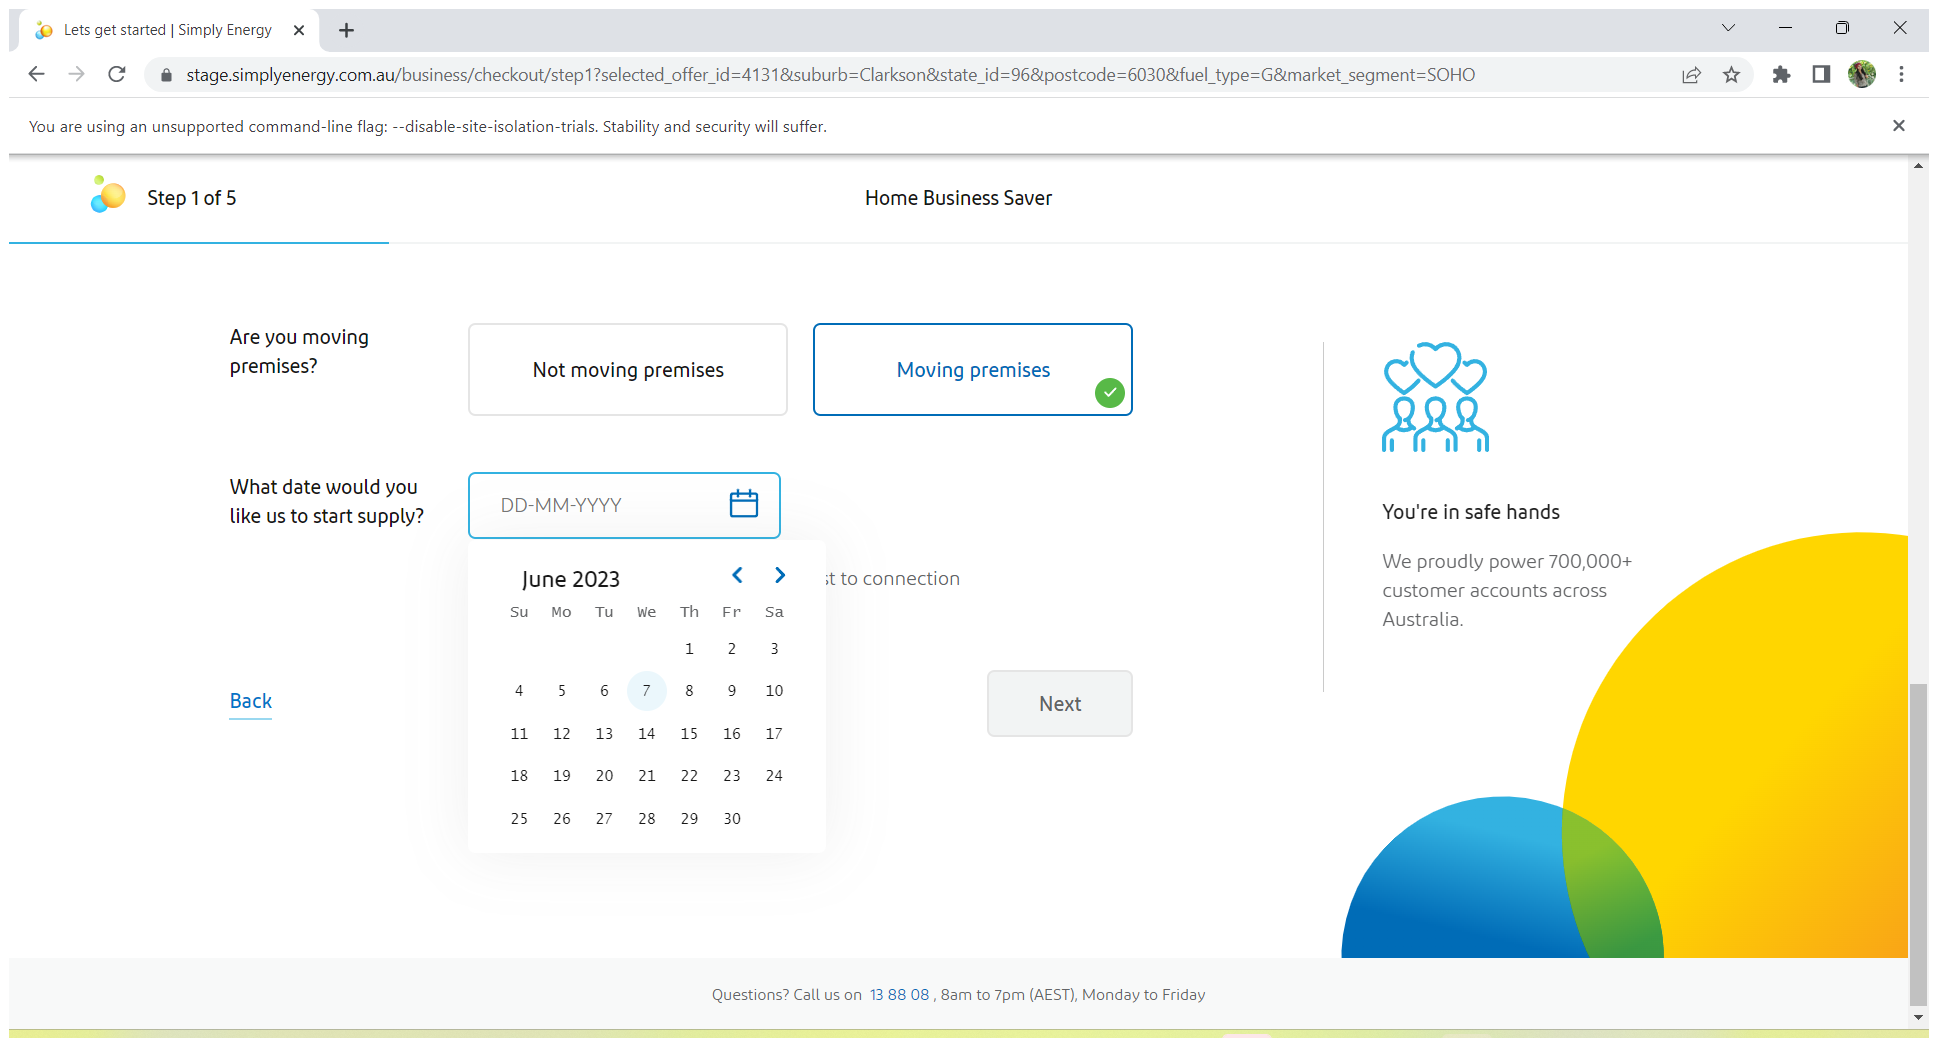 Lets get started | Simply Energy
stage.simplyenergy.com.au/business/checkout/step1?selected_offer_id=4131&suburb=Clarkson&state_id=96&postcode=6030&fuel_type=G&market_segment=SOHO
You are using an unsupported command-line flag: --disable-site-isolation-trials. Stability and security will suffer.
Step 1 of 5
Home Business Saver
Are you moving
premises?
Not moving premises
Moving premises
What date would you
like us to start supply?
DD-MM-YYYY
June 2023
st to connection
Su Mo Tu We Th Fr Sa
1 2 3
4 5 6 7 8 9 10
11 12 13 14 15 16 17
18 19 20 21 22 23 24
25 26 27 28 29 30
Back
Next
You're in safe hands
We proudly power 700,000+
customer accounts across
Australia.
Questions? Call us on 13 88 08 , 8am to 7pm (AEST), Monday to Friday